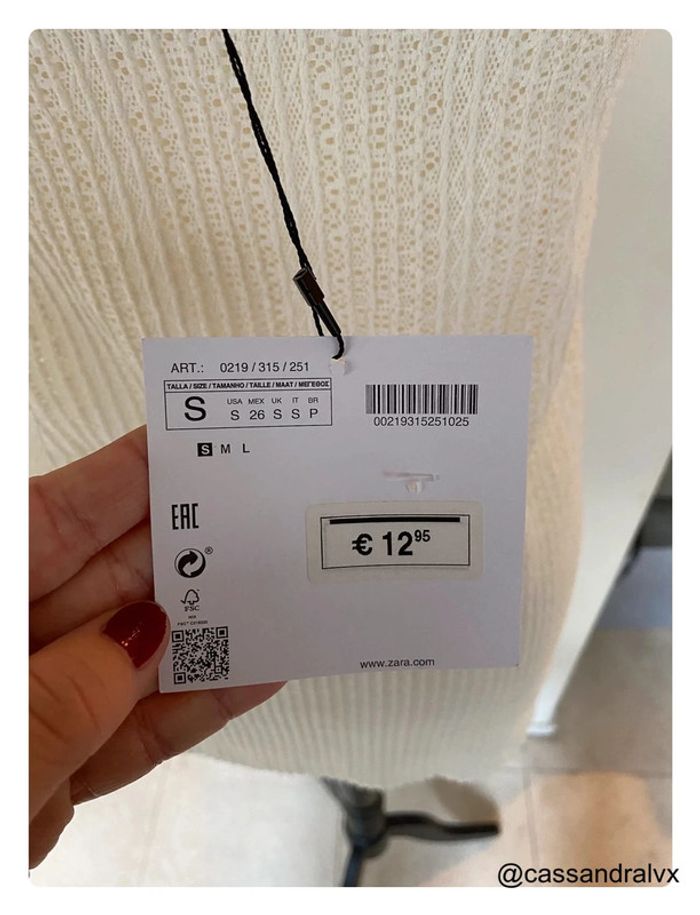 ART.: 0219 / 315 / 251
TALLA / SIZE / TAMANHO / TAILLE / MAAT / ΜΕΓΕΘΟΣ
S
USA MEX UK IT BR
S 26 S S P
00219315251025
S M L
EAC
€ 12 95
®
FSC
MIX
www.zara.com
@cassandralvx